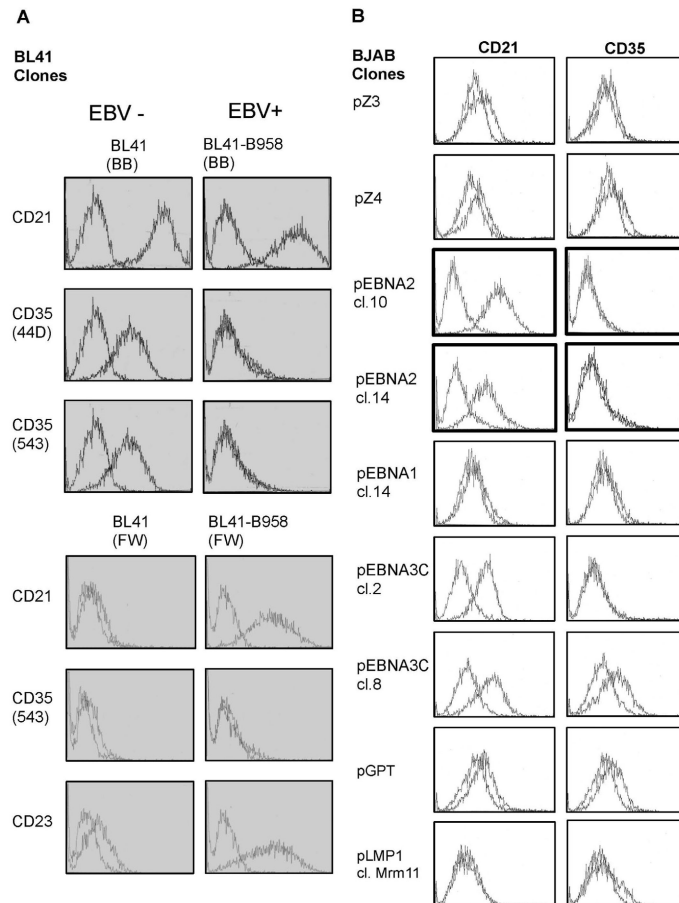 A
BL41
Clones
EBV -
EBV+
BL41
(BB)
BL41-B958
(BB)
CD21
CD35
(44D)
CD35
(543)
BL41
(FW)
BL41-B958
(FW)
CD21
CD35
(543)
CD23
B
BJAB
Clones
CD21
CD35
pZ3
pZ4
pEBNA2
cl.10
pEBNA2
cl.14
pEBNA1
cl.14
pEBNA3C
cl.2
pEBNA3C
cl.8
pGPT
pLMP1
cl. Mrm11